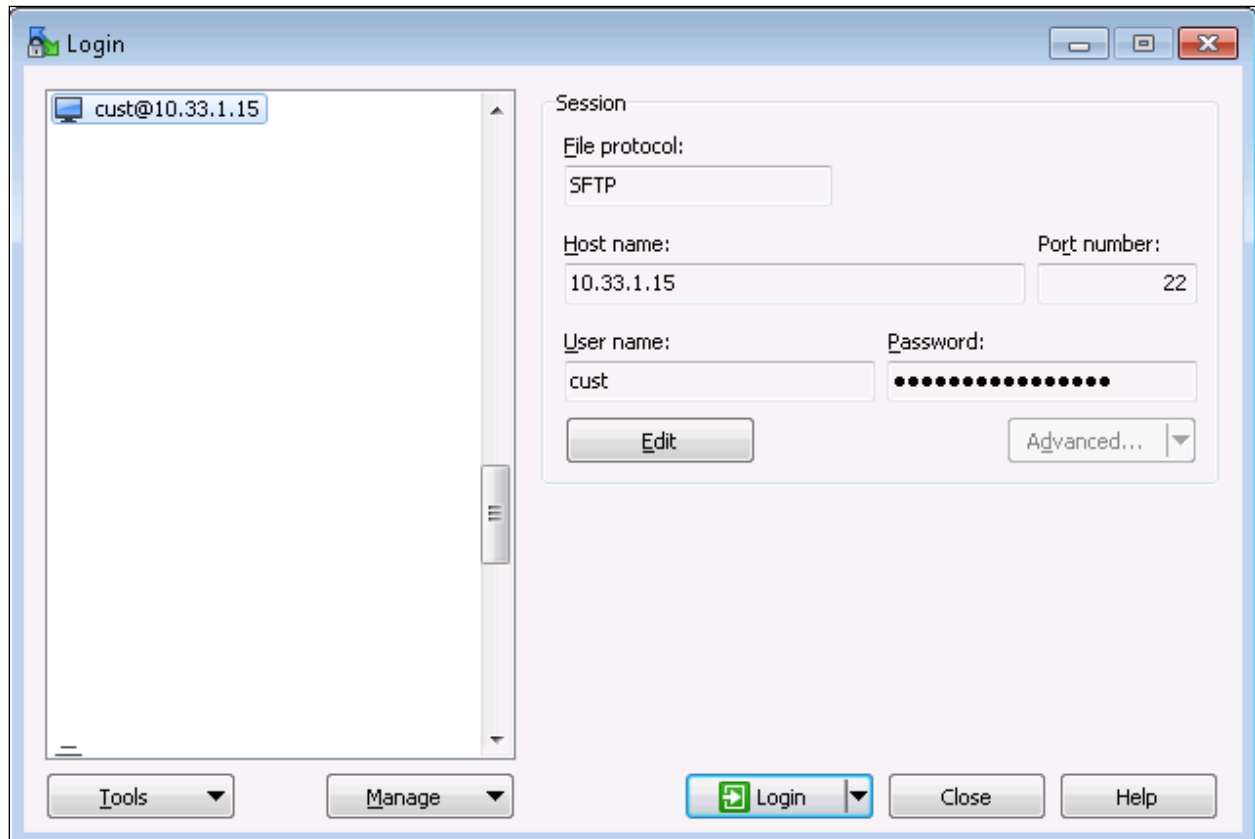 Login
cust@10.33.1.15
Session
File protocol:
SFTP
Host name:
Port number:
10.33.1.15
22
User name:
Password:
cust
●●●●●●●●●●●●●●●●
Edit
Advanced...
Tools
Manage
Login
Close
Help